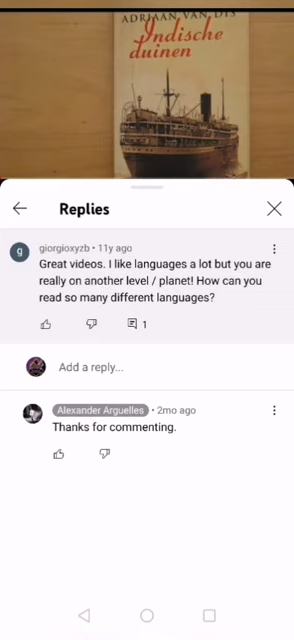 ADRIAAN VAN DIS
Indische
duinen
Replies
g
giorgioxyzb • 11y ago
Great videos. I like languages a lot but you are
really on another level / planet! How can you
read so many different languages?
1
Add a reply...
Alexander Arguelles • 2mo ago
Thanks for commenting.